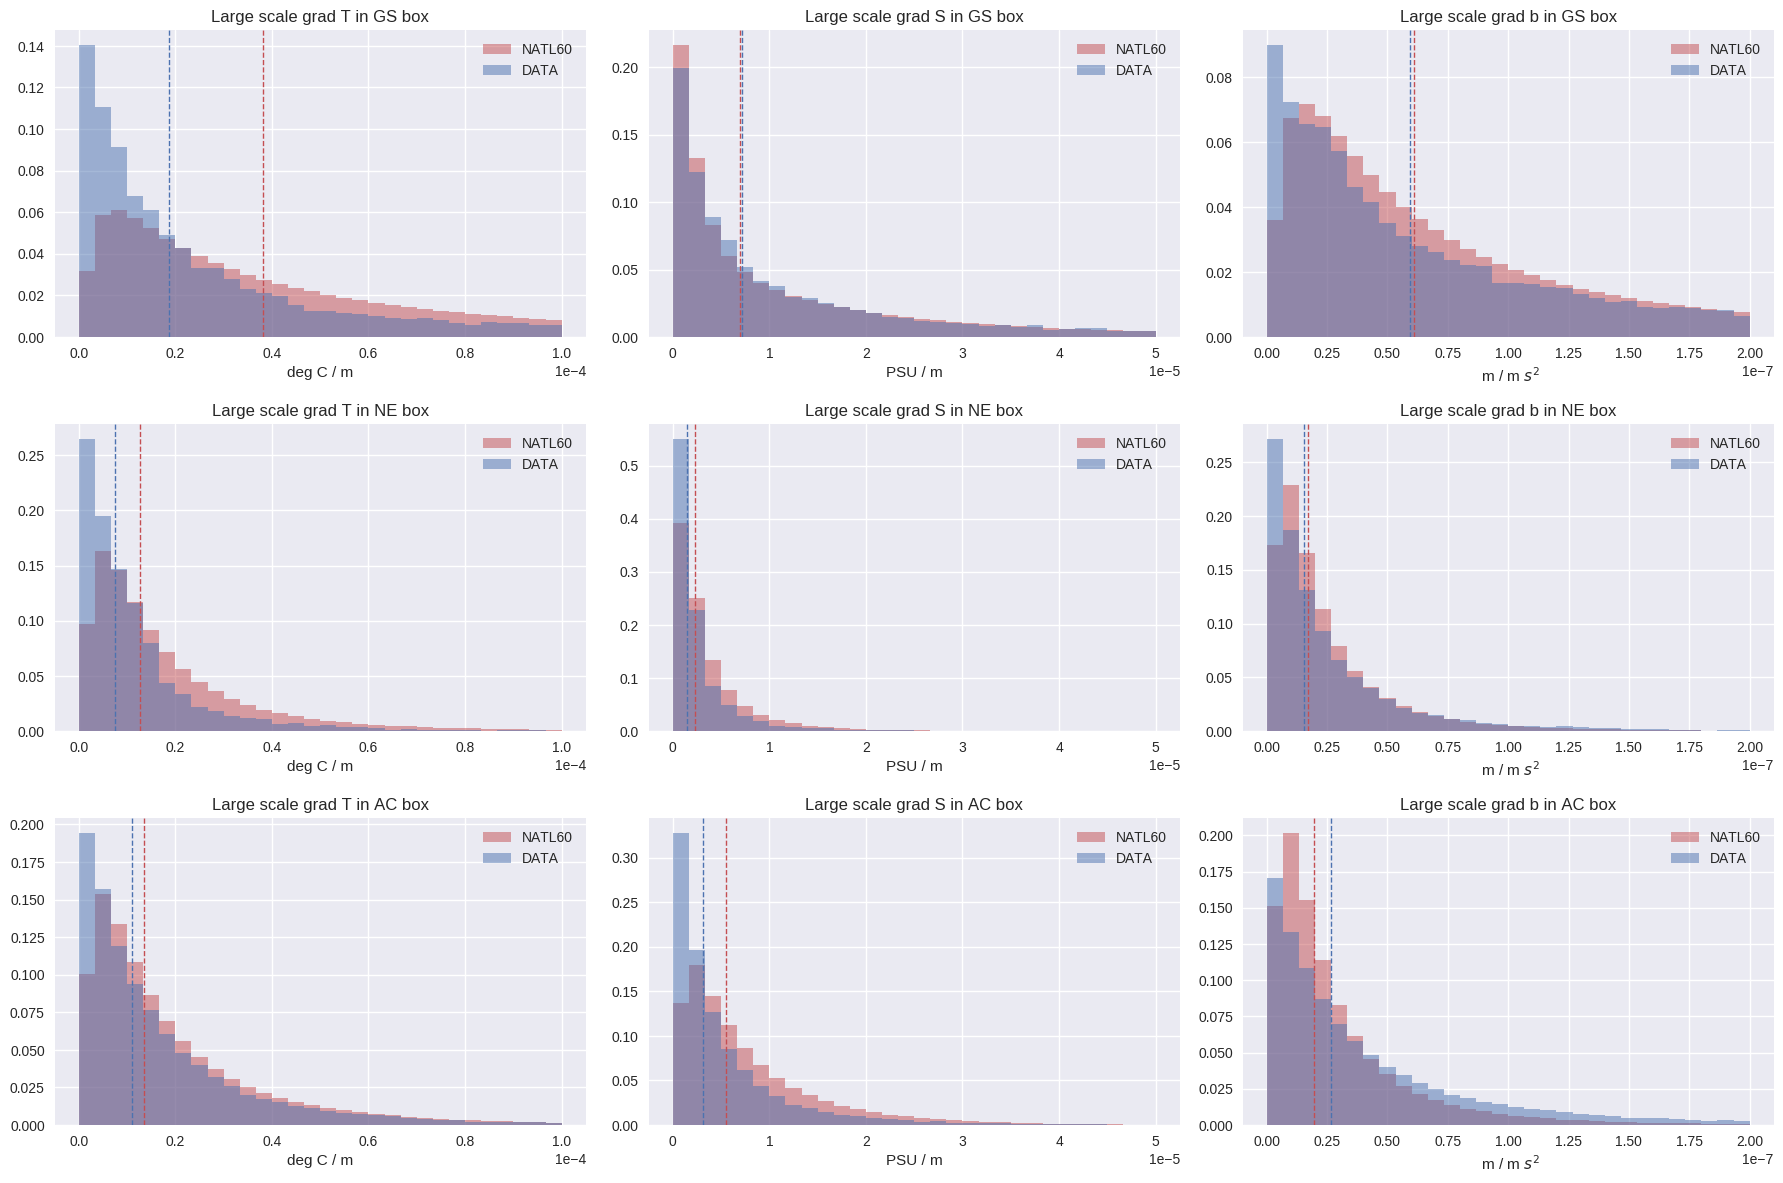 Large scale grad T in GS box
NATL60
DATA
0.14
0.12
0.10
0.08
0.06
0.04
0.02
0.00
0.0 0.2 0.4 0.6 0.8 1.0
1e−4
deg C / m
Large scale grad S in GS box
NATL60
DATA
0.20
0.15
0.10
0.05
0.00
0 1 2 3 4 5
1e−5
PSU / m
Large scale grad b in GS box
NATL60
DATA
0.08
0.06
0.04
0.02
0.00
0.00 0.25 0.50 0.75 1.00 1.25 1.50 1.75 2.00
1e−7
m / m s²
Large scale grad T in NE box
NATL60
DATA
0.25
0.20
0.15
0.10
0.05
0.00
0.0 0.2 0.4 0.6 0.8 1.0
1e−4
deg C / m
Large scale grad S in NE box
NATL60
DATA
0.5
0.4
0.3
0.2
0.1
0.0
0 1 2 3 4 5
1e−5
PSU / m
Large scale grad b in NE box
NATL60
DATA
0.25
0.20
0.15
0.10
0.05
0.00
0.00 0.25 0.50 0.75 1.00 1.25 1.50 1.75 2.00
1e−7
m / m s²
Large scale grad T in AC box
NATL60
DATA
0.200
0.175
0.150
0.125
0.100
0.075
0.050
0.025
0.000
0.0 0.2 0.4 0.6 0.8 1.0
1e−4
deg C / m
Large scale grad S in AC box
NATL60
DATA
0.30
0.25
0.20
0.15
0.10
0.05
0.00
0 1 2 3 4 5
1e−5
PSU / m
Large scale grad b in AC box
NATL60
DATA
0.200
0.175
0.150
0.125
0.100
0.075
0.050
0.025
0.000
0.00 0.25 0.50 0.75 1.00 1.25 1.50 1.75 2.00
1e−7
m / m s²